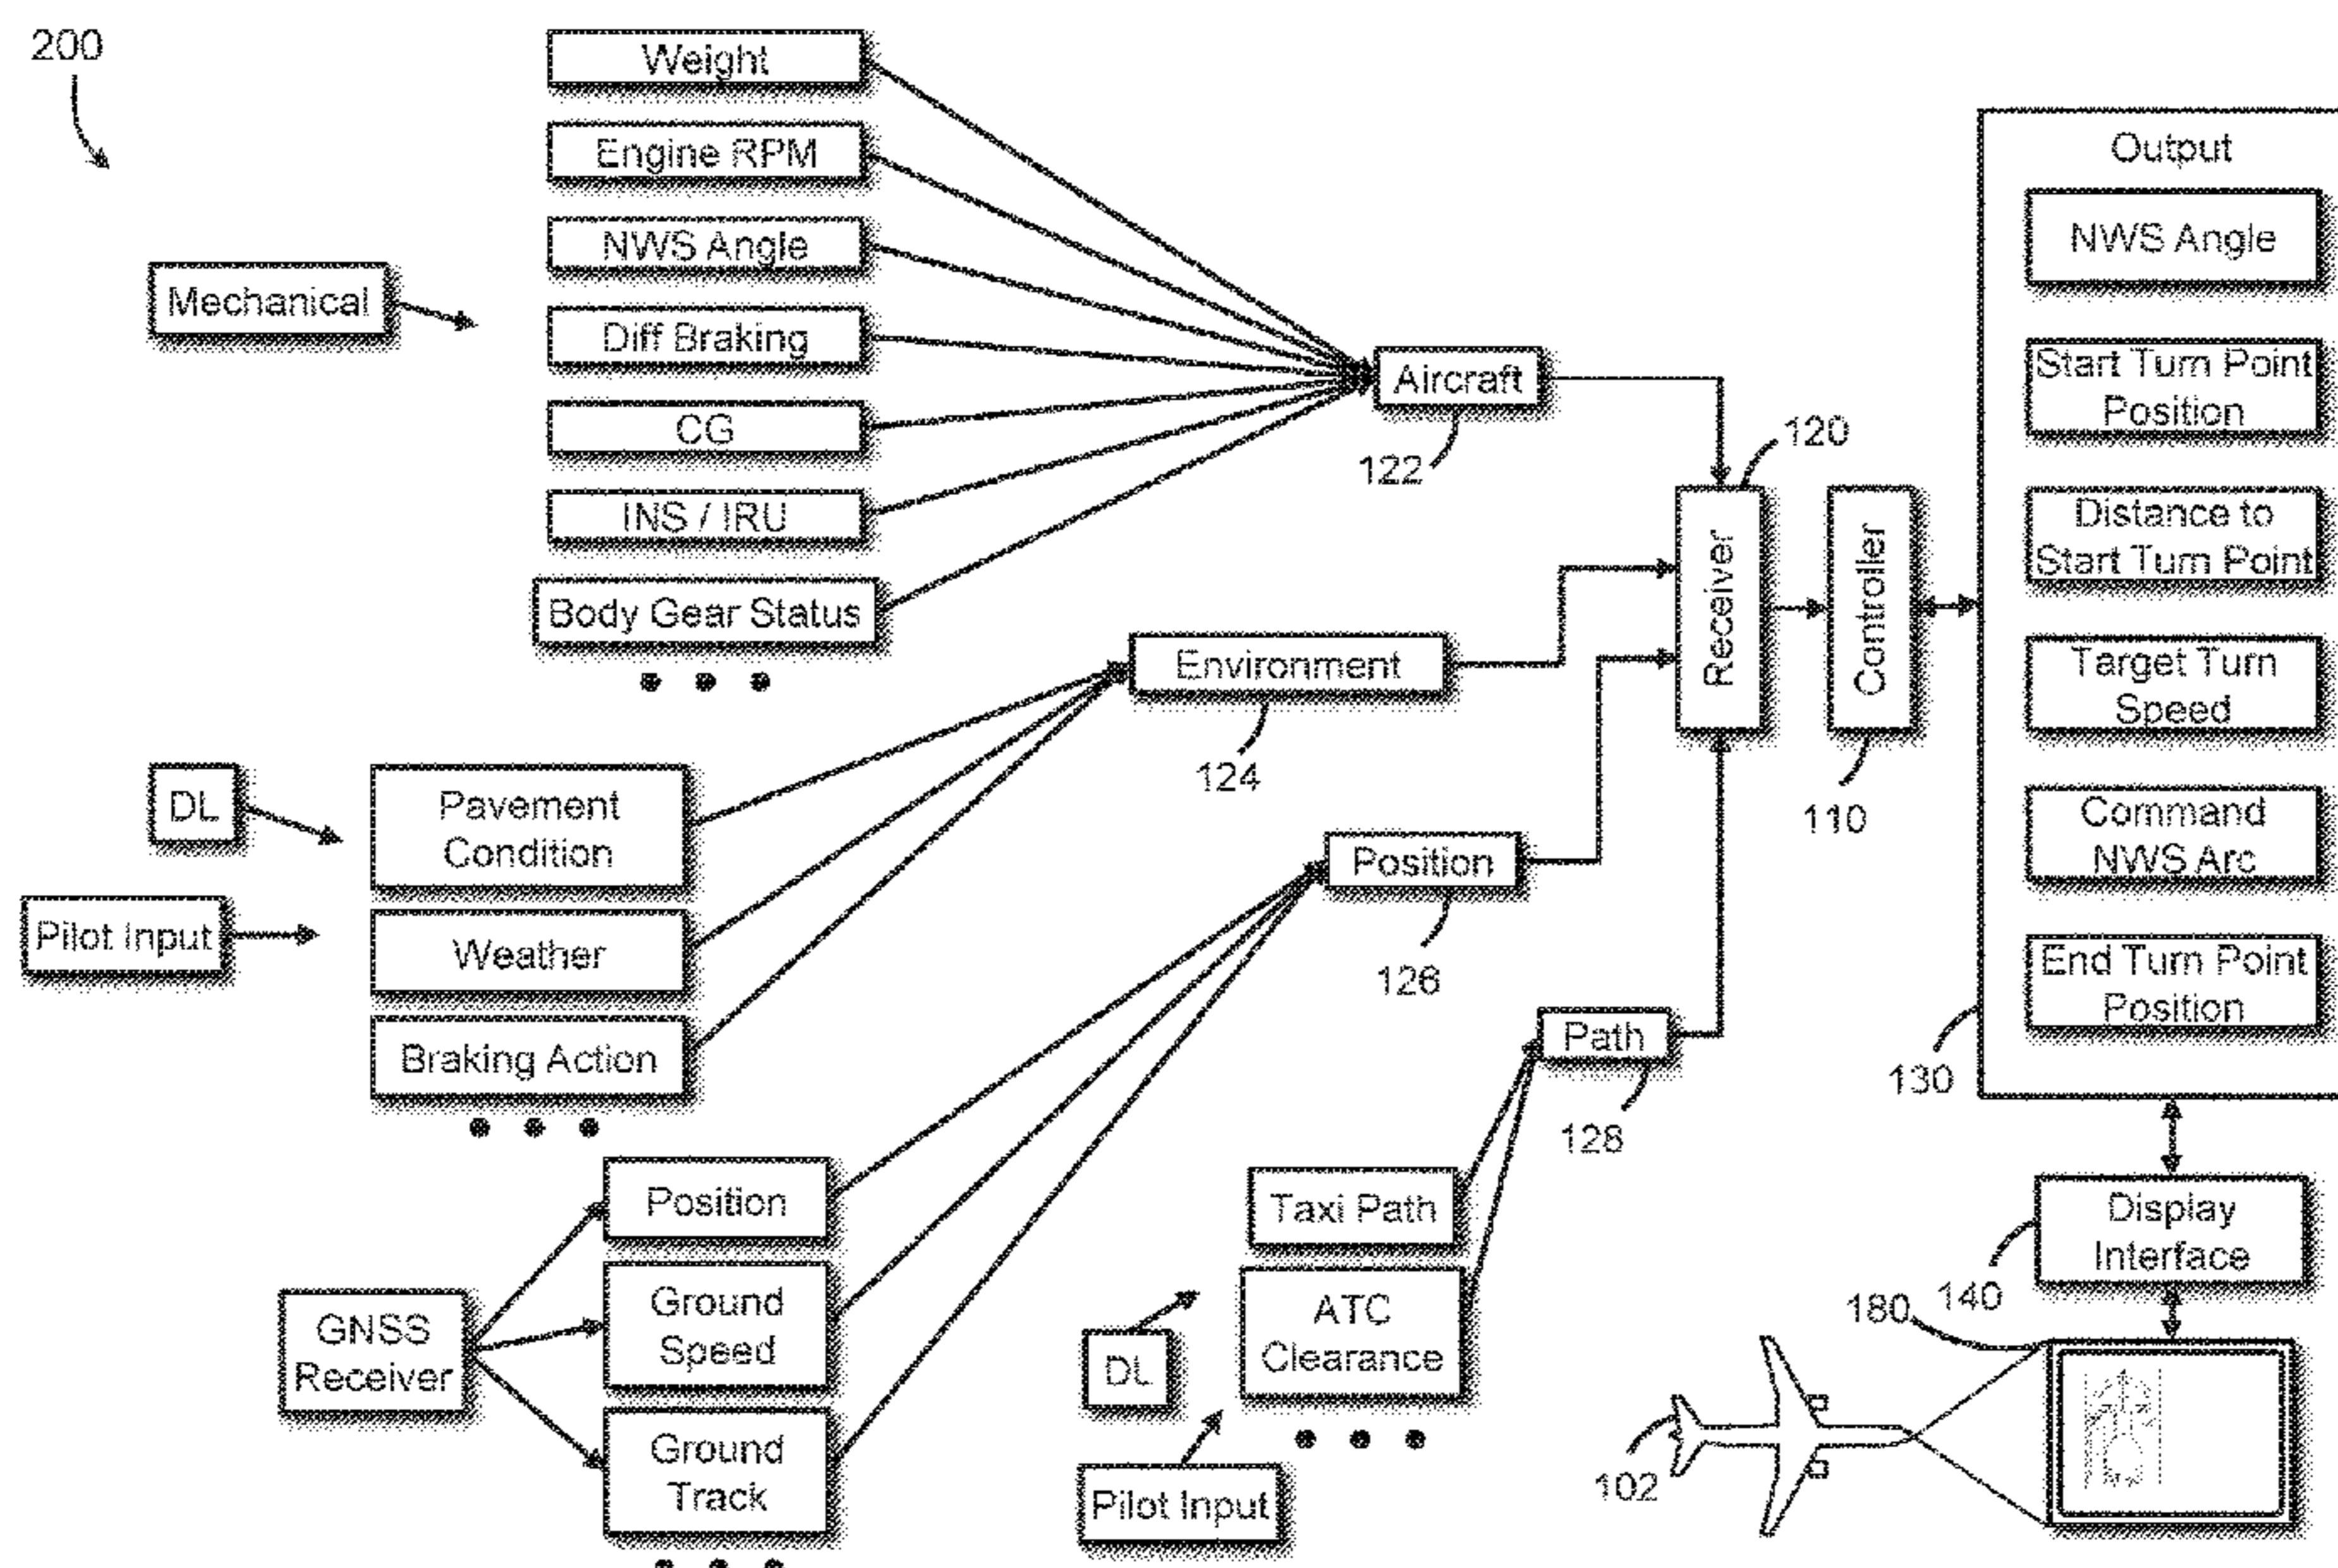 200
Weight
Engine RPM
NWS Angle
Mechanical
Diff Braking
CG
INS / IRU
Body Gear Status
Aircraft
122
120
Receiver
Controller
110
Environment
124
DL
Pavement
Condition
Pilot Input
Weather
Braking Action
Position
126
Path
128
Position
GNSS
Receiver
Ground
Speed
Ground
Track
Taxi Path
ATC
Clearance
DL
Pilot Input
Output
NWS Angle
Start Turn Point
Position
Distance to
Start Turn Point
Target Turn
Speed
Command
NWS Arc
End Turn Point
Position
130
Display
Interface
140
180
102